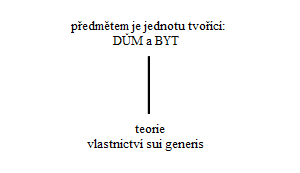 předmětem je jednotu tvořící:
DŮM a BYT
teorie
vlastnictví sui generis